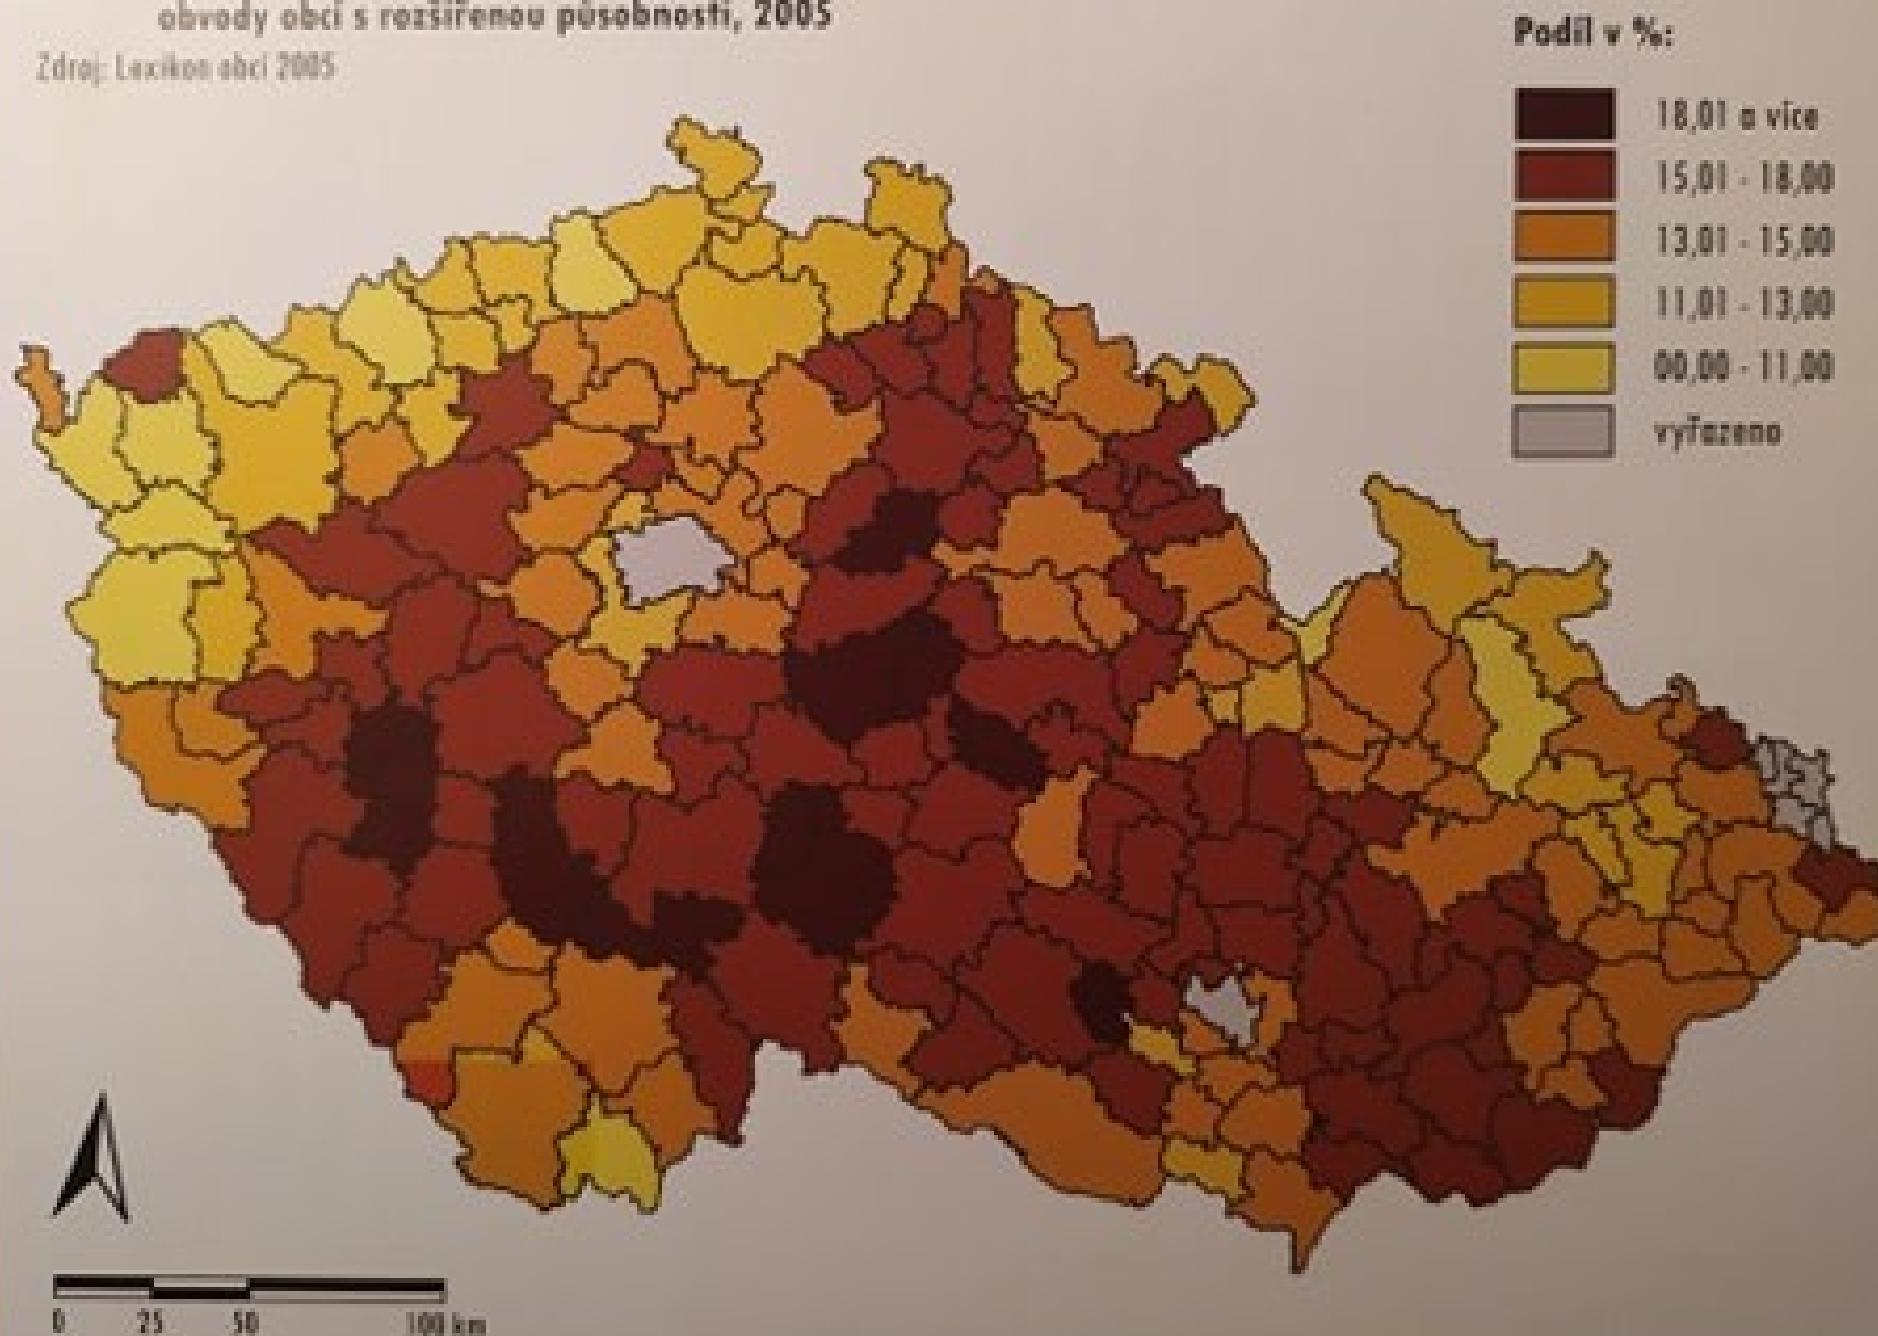 obvody obcí s rozšířenou působností, 2005
Zdroj: Lexikon obcí 2005
Podíl v %:
18,01 a více
15,01 - 18,00
13,01 - 15,00
11,01 - 13,00
00,00 - 11,00
vyřazeno
0 25 50 100 km